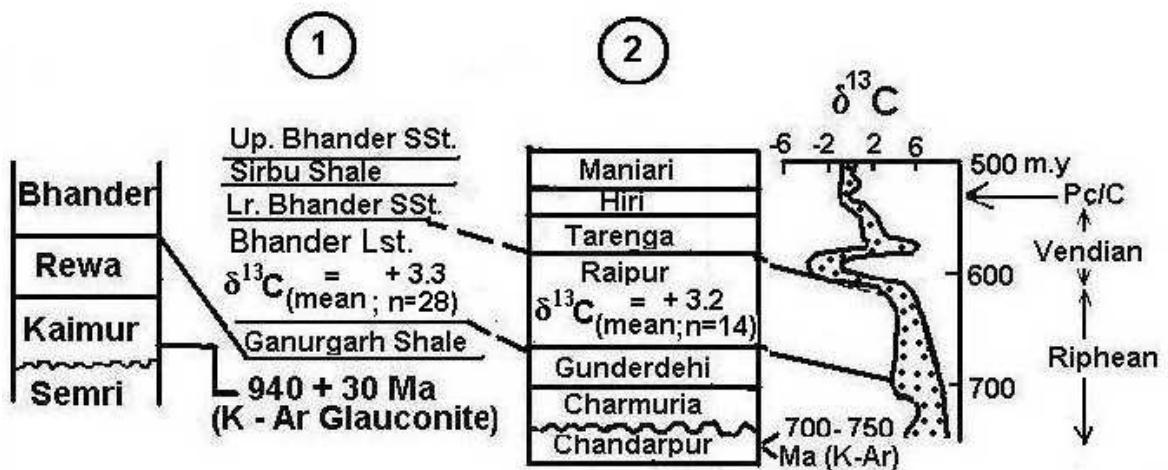 1
2
Bhander
Rewa
Kaimur
Semri
Up. Bhander SSt.
Sirbu Shale
Lr. Bhander SSt.
Bhander Lst.
δ13C = + 3.3
(mean ; n=28)
Ganurgarh Shale
940 + 30 Ma
(K - Ar Glauconite)
Maniari
Hiri
Tarenga
Raipur
δ13C = + 3.2
(mean;n=14)
Gunderdehi
Charmuria
Chandarpur
700-750
Ma (K-Ar)
δ13C
-6 -2 2 6
500 m.y
600
700
Pc/C
Vendian
Riphean